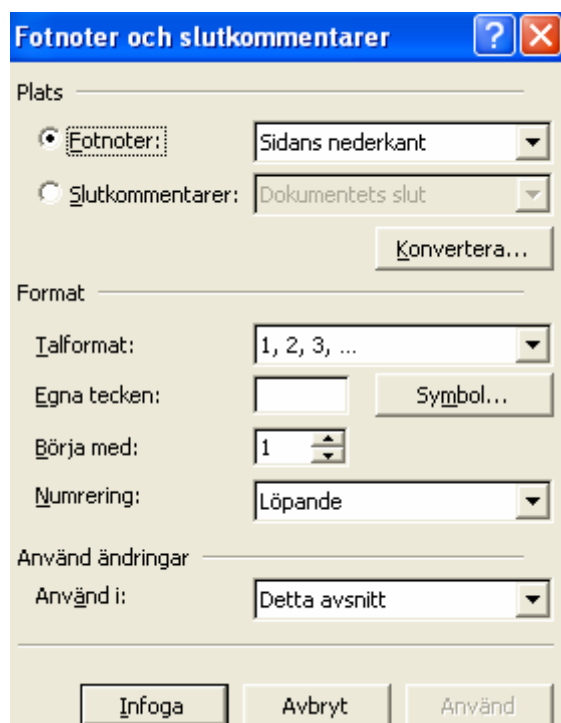 Fotnoter och slutkommentarer
Plats
Fotnoter: Sidans nederkant
Slutkommentarer: Dokumentets slut
Konvertera...
Format
Talformat: 1, 2, 3, ...
Egna tecken: Symbol...
Börja med: 1
Numrering: Löpande
Använd ändringar
Använd i: Detta avsnitt
Infoga Avbryt Använd